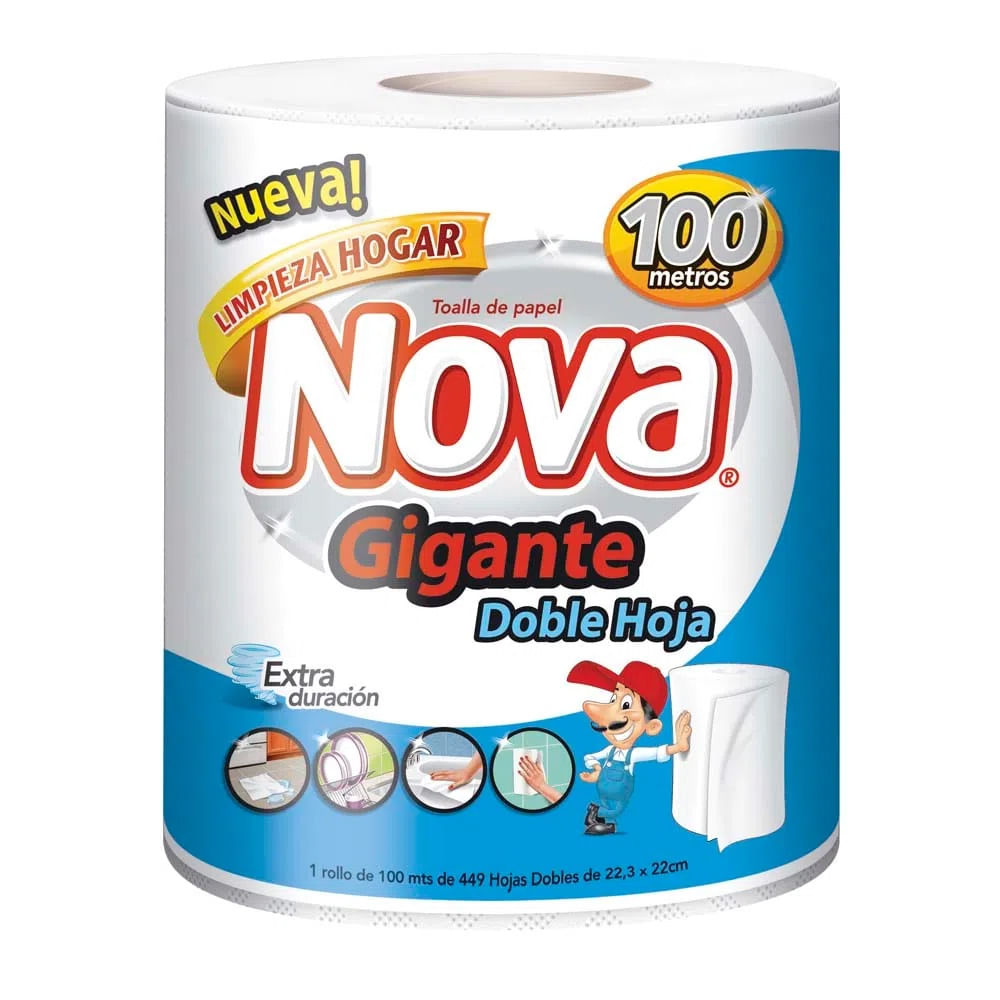 Nueva!
LIMPIEZA HOGAR
100
metros
Toalla de papel
Nova®
Gigante
Doble Hoja
Extra
duración
1 rollo de 100 mts de 449 Hojas Dobles de 22,3 x 22cm